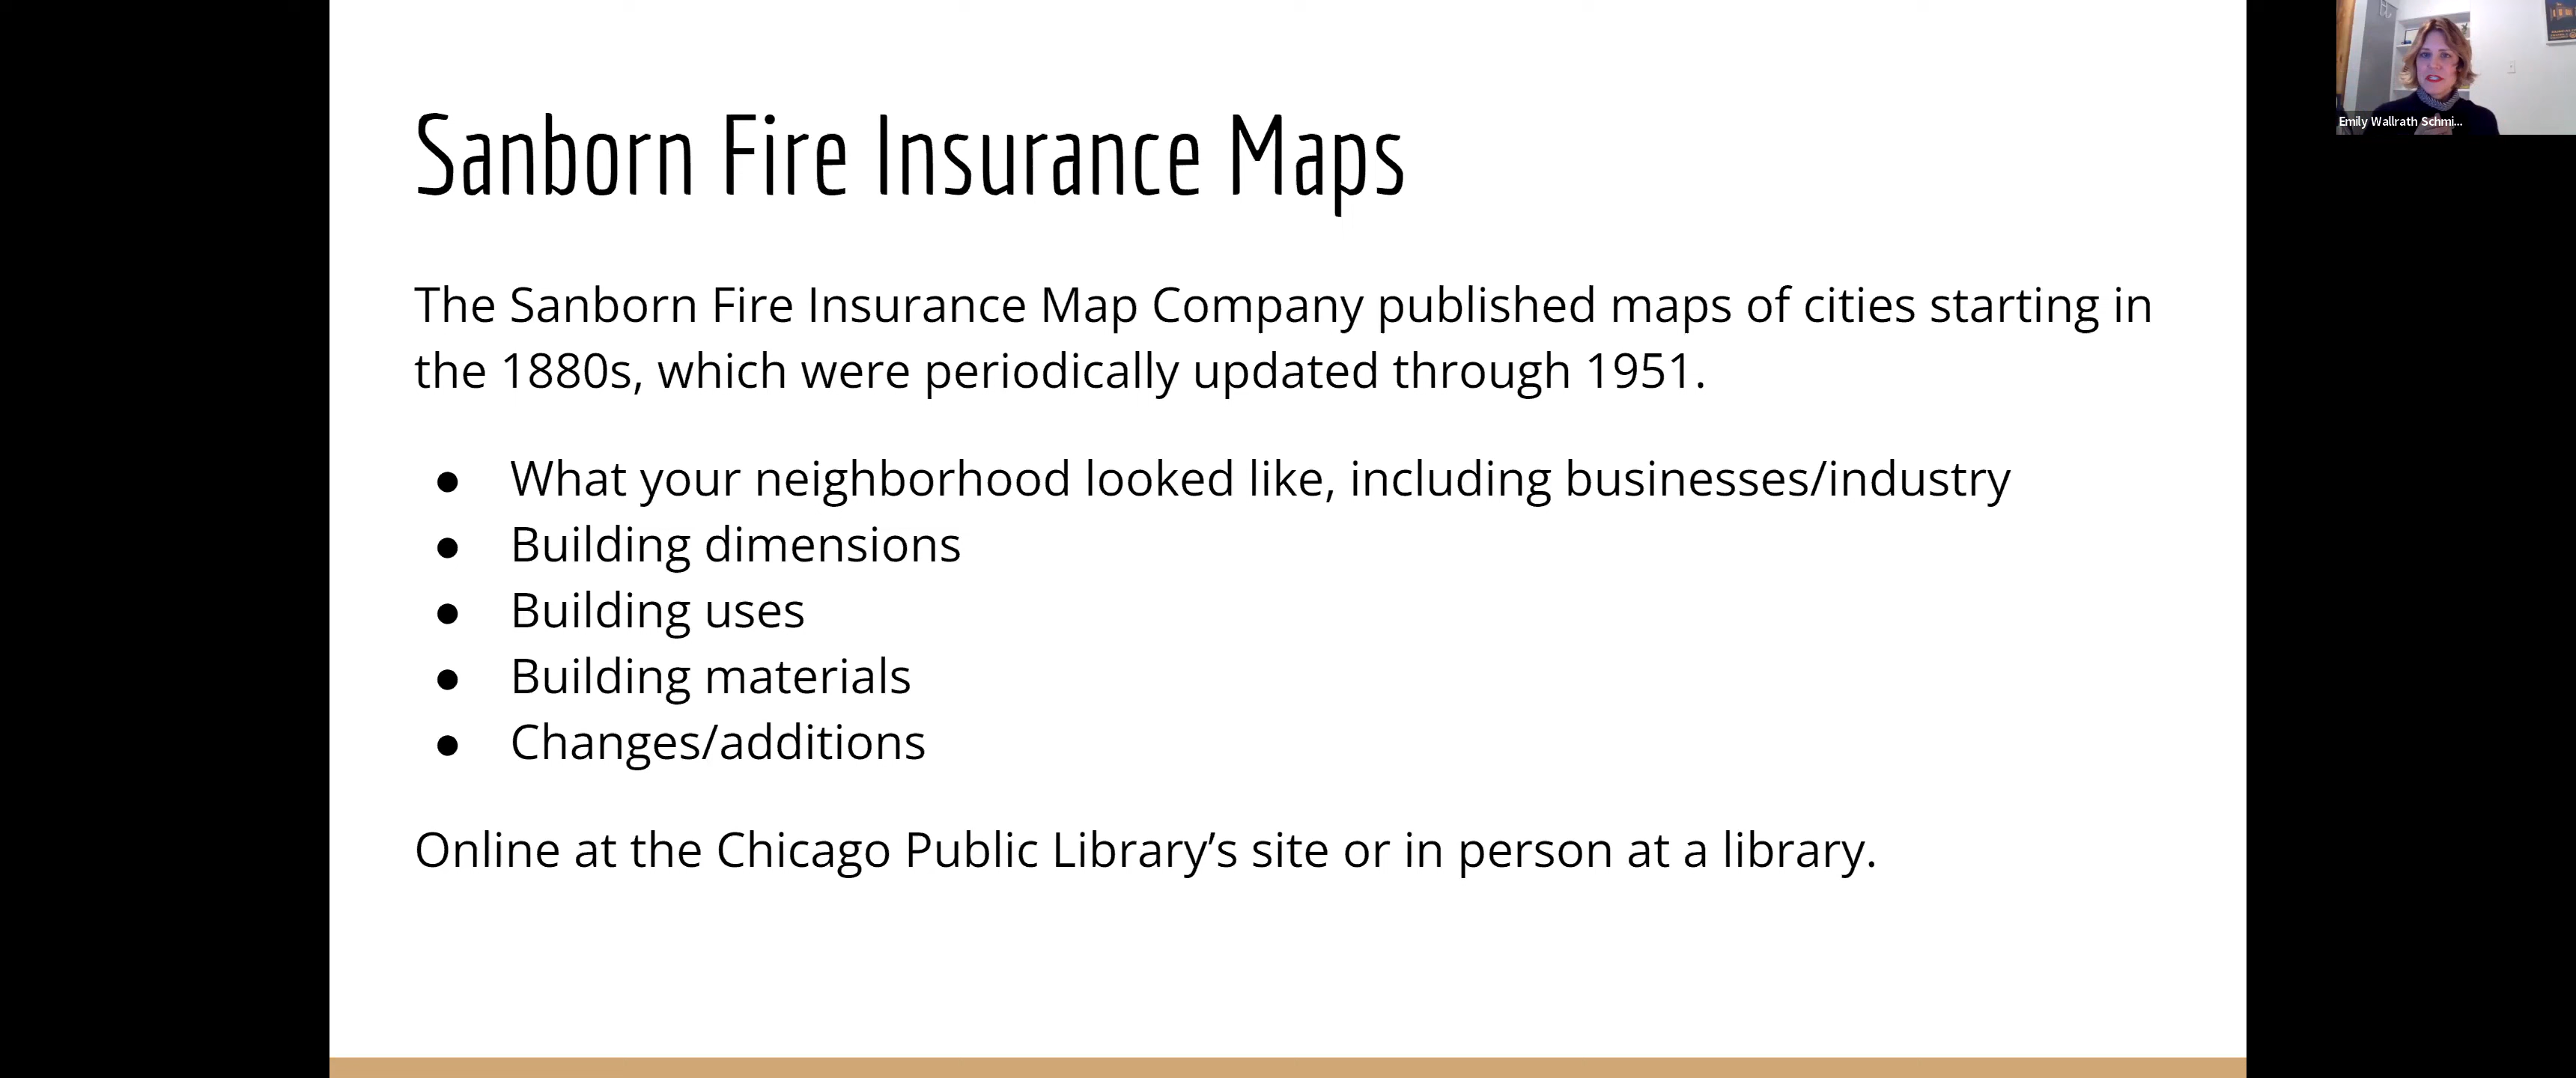 Sanborn Fire Insurance Maps
The Sanborn Fire Insurance Map Company published maps of cities starting in
the 1880s, which were periodically updated through 1951.
● What your neighborhood looked like, including businesses/industry
● Building dimensions
● Building uses
● Building materials
● Changes/additions
Online at the Chicago Public Library’s site or in person at a library.
Emily Wallrath Schmi...